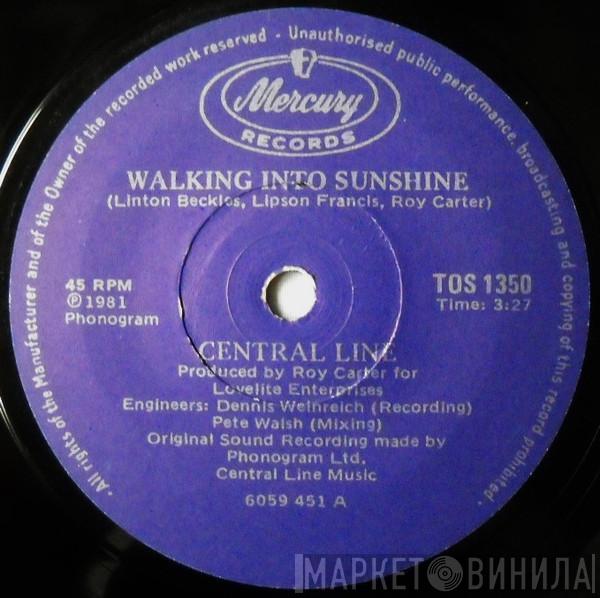 - All rights of the Manufacturer and of the Owner of the recorded work reserved - Unauthorised public performance, broadcasting and copying of this record prohibited -
Mercury
RECORDS
WALKING INTO SUNSHINE
(Linton Beckles, Lipson Francis, Roy Carter)
45 RPM
℗1981
Phonogram
TOS 1350
Time: 3:27
CENTRAL LINE
Produced by Roy Carter for
Lovelite Enterprises
Engineers: Dennis Weinreich (Recording)
Pete Walsh (Mixing)
Original Sound Recording made by
Phonogram Ltd,
Central Line Music
6059 451 A
МАРКЕТ ВИНИЛА